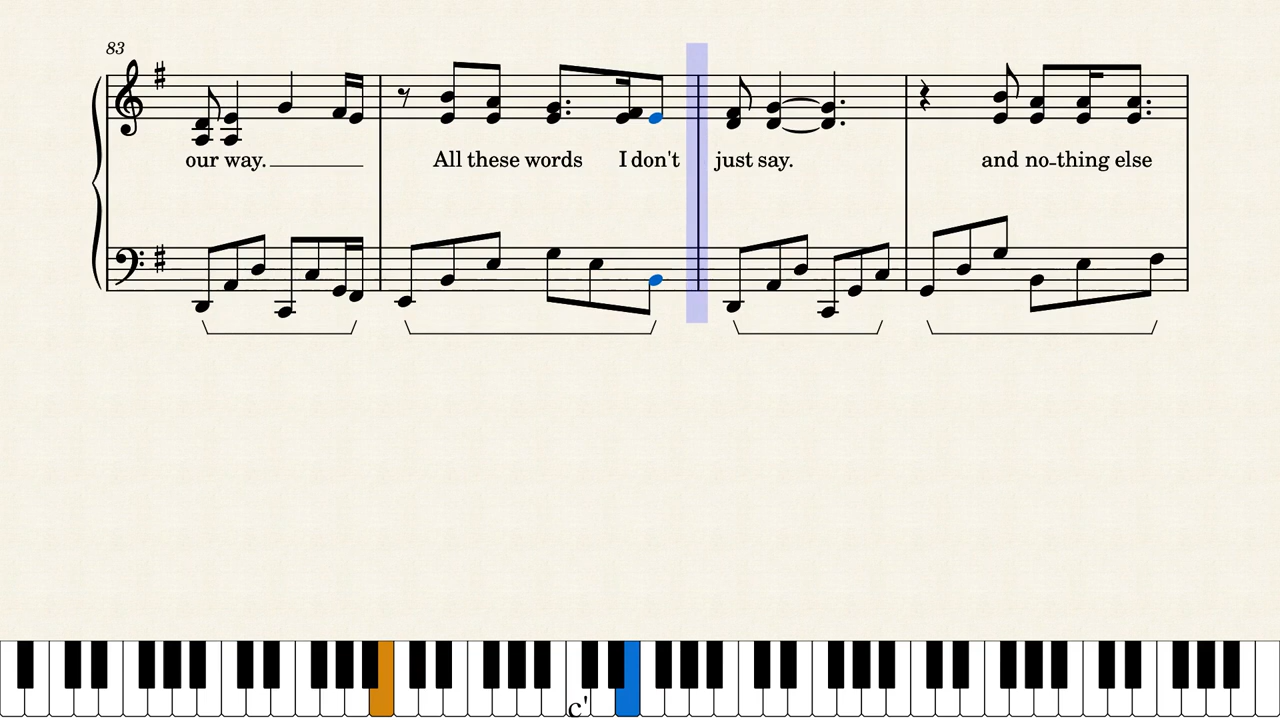 83
our way.
All these words I don't just say.
and no-thing else
c'